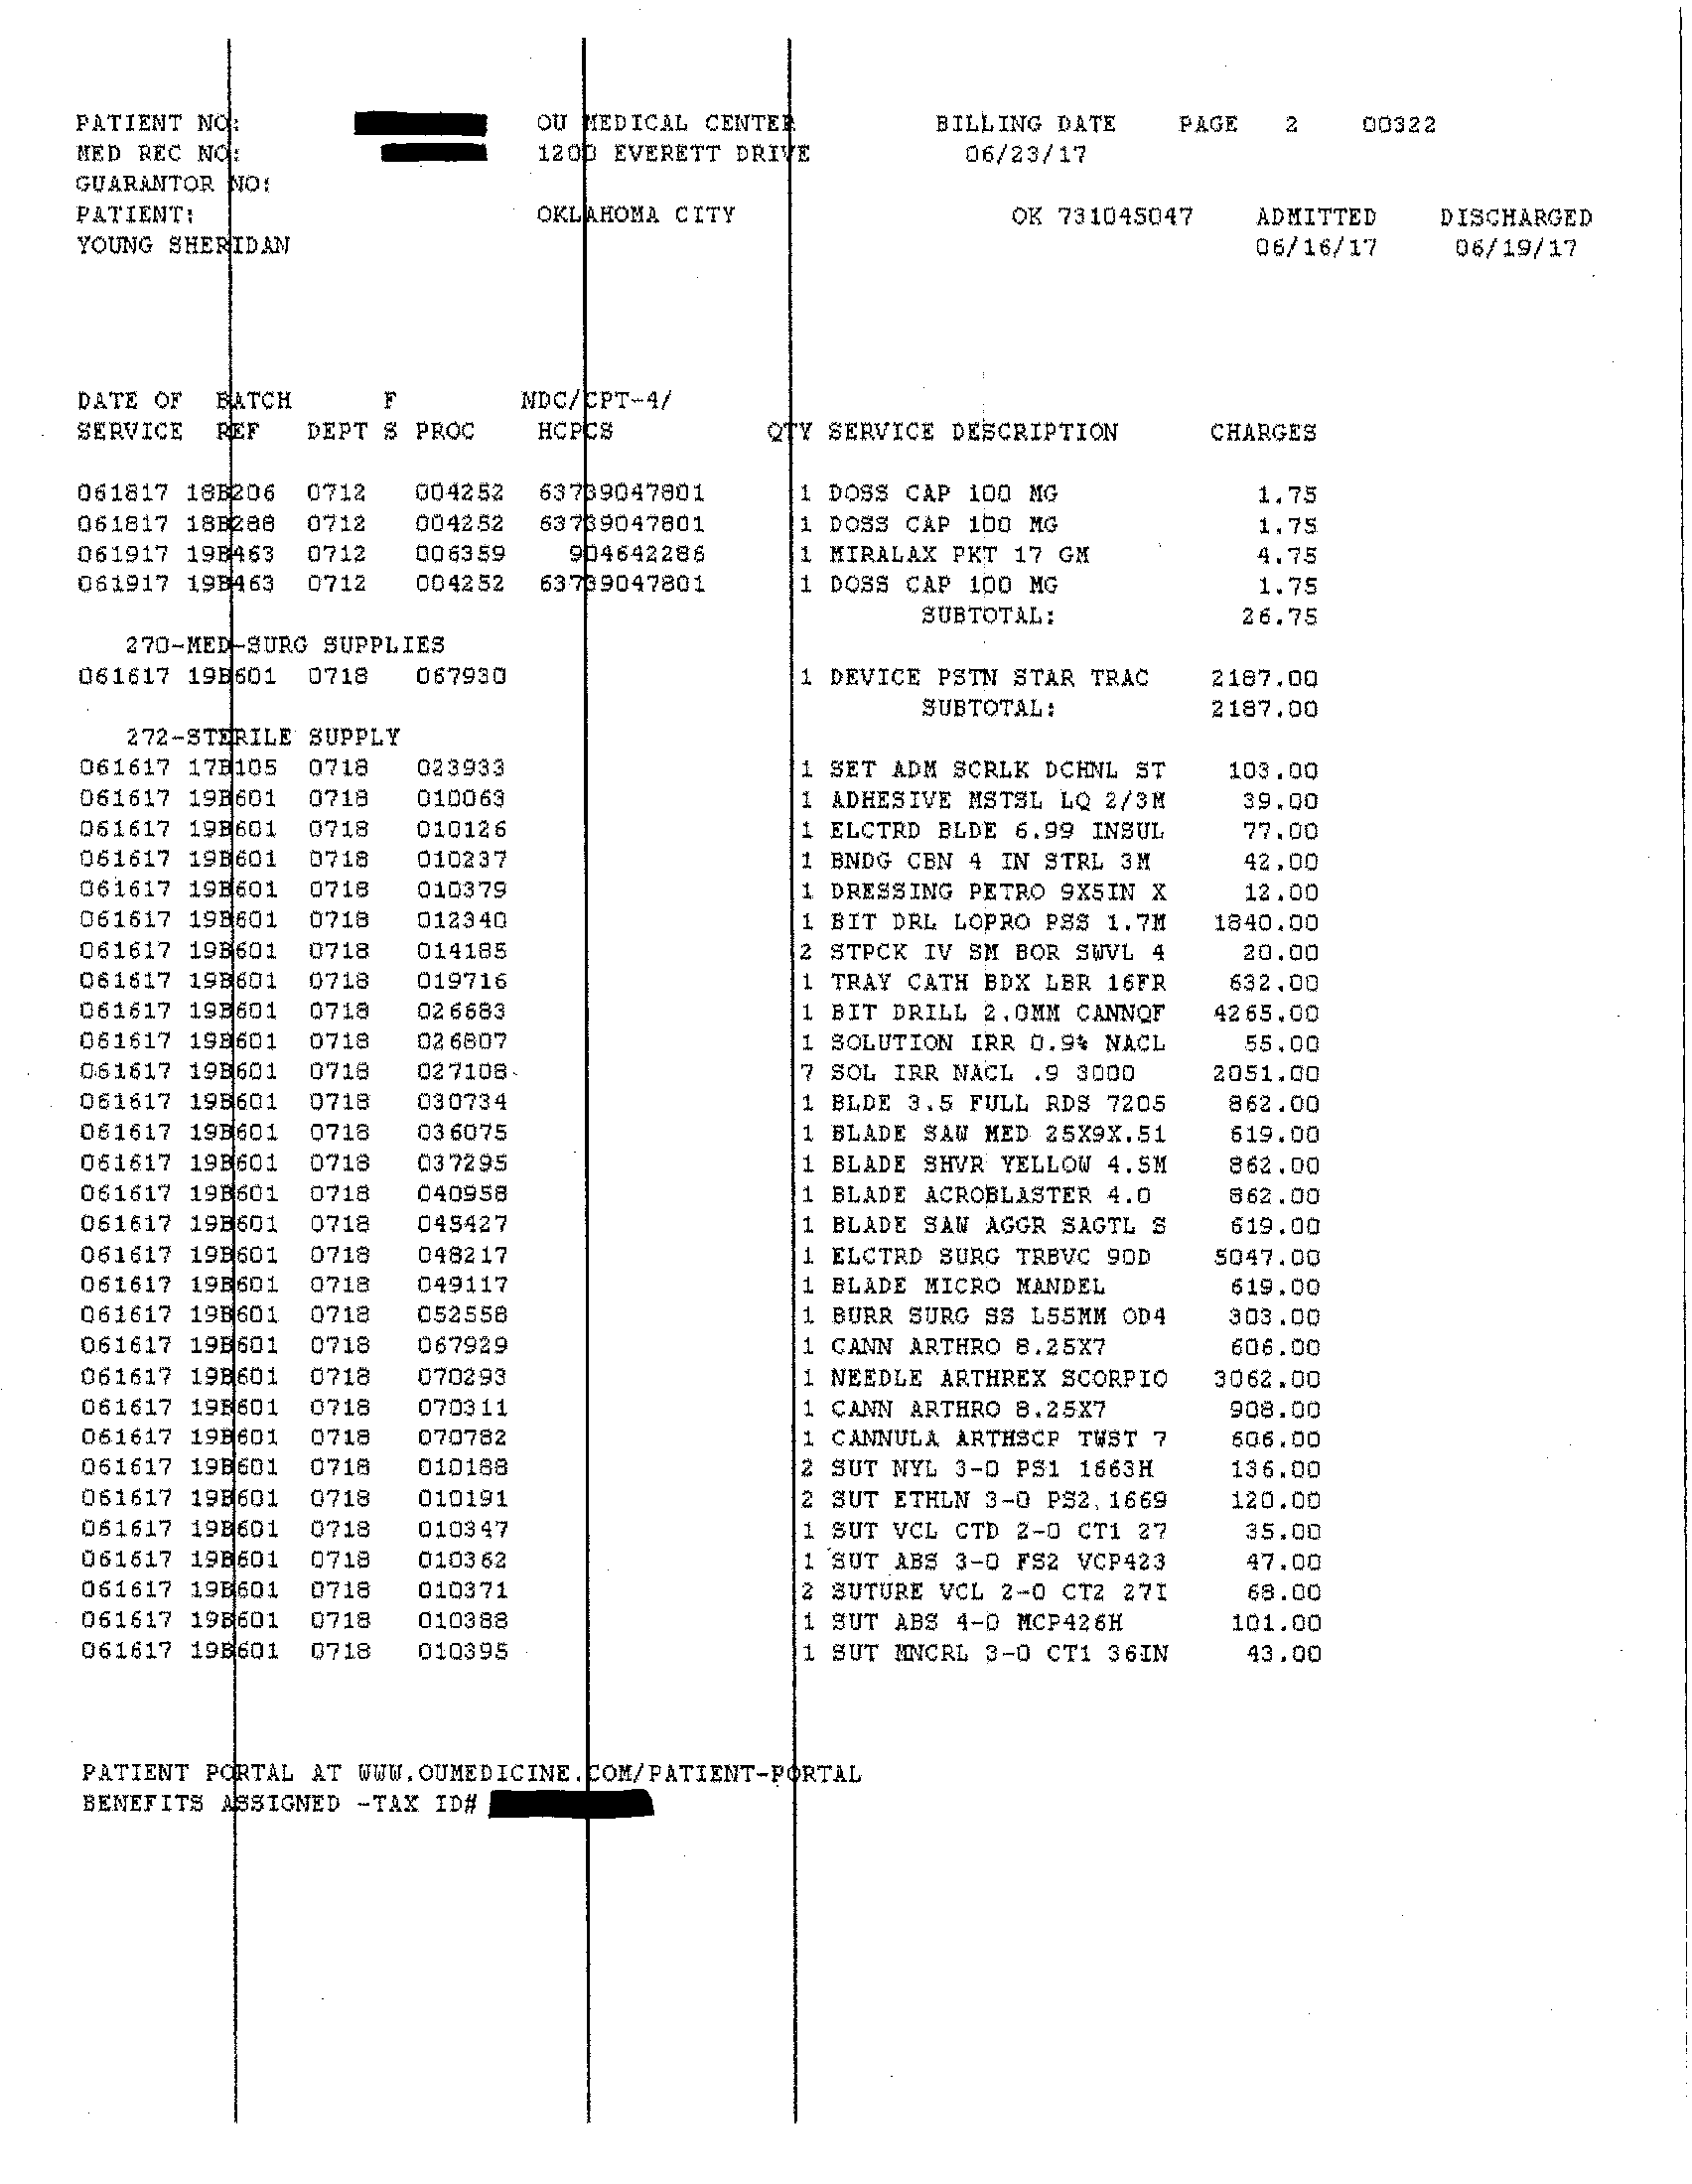 PATIENT NO: OU MEDICAL CENTER BILLING DATE PAGE 2 00322
MED REC NO: 1200 EVERETT DRIVE 06/23/17
GUARANTOR NO:
PATIENT: OKLAHOMA CITY OK 731045047 ADMITTED DISCHARGED
YOUNG SHERIDAN 06/16/17 06/19/17
DATE OF BATCH F NDC/CPT-4/
SERVICE REF DEPT S PROC HCPCS QTY SERVICE DESCRIPTION CHARGES
061817 18B206 0712 004252 63739047801 1 DOSS CAP 100 MG 1.75
061817 18B288 0712 004252 63739047801 1 DOSS CAP 100 MG 1.75
061917 19B463 0712 006359 904642286 1 MIRALAX PKT 17 GM 4.75
061917 19B463 0712 004252 63739047801 1 DOSS CAP 100 MG 1.75
SUBTOTAL: 26.75
270-MED-SURG SUPPLIES
061617 19B601 0718 067930 1 DEVICE PSTN STAR TRAC 2187.00
SUBTOTAL: 2187.00
272-STERILE SUPPLY
061617 17B105 0718 023933 1 SET ADM SCRLK DCHNL ST 103.00
061617 19B601 0718 010063 1 ADHESIVE MSTSL LQ 2/3M 39.00
061617 19B601 0718 010126 1 ELCTRD BLDE 6.99 INSUL 77.00
061617 19B601 0718 010237 1 BNDG CBN 4 IN STRL 3M 42.00
061617 19B601 0718 010379 1 DRESSING PETRO 9X5IN X 12.00
061617 19B601 0718 012340 1 BIT DRL LOPRO PSS 1.7M 1840.00
061617 19B601 0718 014185 2 STPCK IV SM BOR SWVL 4 20.00
061617 19B601 0718 019716 1 TRAY CATH BDX LBR 16FR 632.00
061617 19B601 0718 026683 1 BIT DRILL 2.0MM CANNQF 4265.00
061617 19B601 0718 026807 1 SOLUTION IRR 0.9% NACL 55.00
061617 19B601 0718 027108 7 SOL IRR NACL .9 3000 2051.00
061617 19B601 0718 030734 1 BLDE 3.5 FULL RDS 7205 862.00
061617 19B601 0718 036075 1 BLADE SAW MED 25X9X.51 619.00
061617 19B601 0718 037295 1 BLADE SHVR YELLOW 4.5M 862.00
061617 19B601 0718 040958 1 BLADE ACROBLASTER 4.0 862.00
061617 19B601 0718 045427 1 BLADE SAW AGGR SAGTL S 619.00
061617 19B601 0718 048217 1 ELCTRD SURG TRBVC 90D 5047.00
061617 19B601 0718 049117 1 BLADE MICRO MANDEL 619.00
061617 19B601 0718 052558 1 BURR SURG SS L55MM OD4 303.00
061617 19B601 0718 067929 1 CANN ARTHRO 8.25X7 606.00
061617 19B601 0718 070293 1 NEEDLE ARTHREX SCORPIO 3062.00
061617 19B601 0718 070311 1 CANN ARTHRO 8.25X7 908.00
061617 19B601 0718 070782 1 CANNULA ARTHSCP TWST 7 606.00
061617 19B601 0718 010188 2 SUT NYL 3-0 PS1 1663H 136.00
061617 19B601 0718 010191 2 SUT ETHLN 3-0 PS2 1669 120.00
061617 19B601 0718 010347 1 SUT VCL CTD 2-0 CT1 27 35.00
061617 19B601 0718 010362 1 SUT ABS 3-0 FS2 VCP423 47.00
061617 19B601 0718 010371 2 SUTURE VCL 2-0 CT2 27I 68.00
061617 19B601 0718 010388 1 SUT ABS 4-0 MCP426H 101.00
061617 19B601 0718 010395 1 SUT MNCRL 3-0 CT1 36IN 43.00
PATIENT PORTAL AT WWW.OUMEDICINE.COM/PATIENT-PORTAL
BENEFITS ASSIGNED -TAX ID#